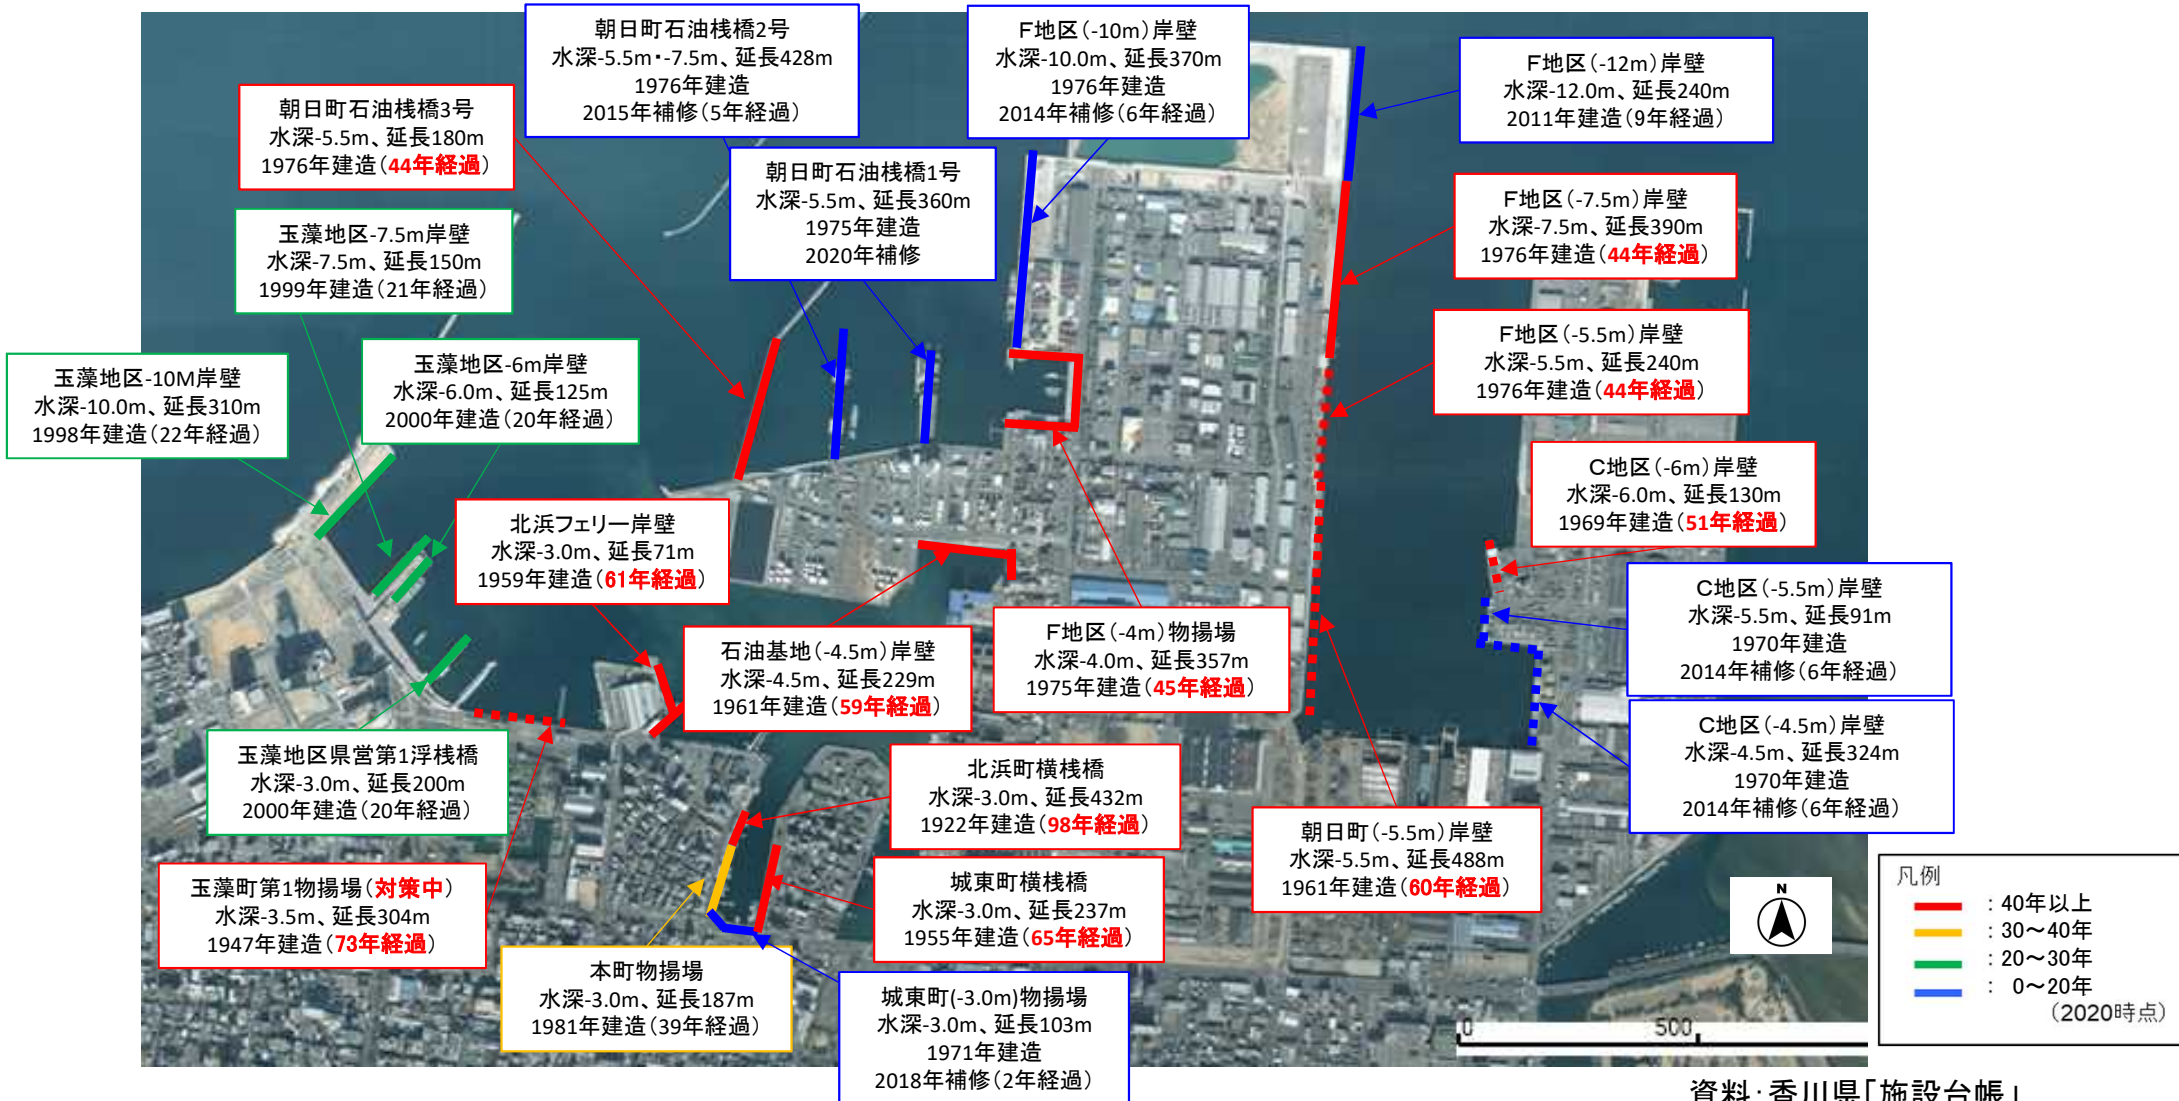 朝日町石油桟橋2号
水深-5.5m・-7.5m、延長428m
1976年建造
2015年補修(5年経過)
F地区(-10m)岸壁
水深-10.0m、延長370m
1976年建造
2014年補修(6年経過)
F地区(-12m)岸壁
水深-12.0m、延長240m
2011年建造(9年経過)
朝日町石油桟橋3号
水深-5.5m、延長180m
1976年建造(44年経過)
朝日町石油桟橋1号
水深-5.5m、延長360m
1975年建造
2020年補修
F地区(-7.5m)岸壁
水深-7.5m、延長390m
1976年建造(44年経過)
玉藻地区-7.5m岸壁
水深-7.5m、延長150m
1999年建造(21年経過)
F地区(-5.5m)岸壁
水深-5.5m、延長240m
1976年建造(44年経過)
玉藻地区-10M岸壁
水深-10.0m、延長310m
1998年建造(22年経過)
玉藻地区-6m岸壁
水深-6.0m、延長125m
2000年建造(20年経過)
C地区(-6m)岸壁
水深-6.0m、延長130m
1969年建造(51年経過)
北浜フェリー岸壁
水深-3.0m、延長71m
1959年建造(61年経過)
C地区(-5.5m)岸壁
水深-5.5m、延長91m
1970年建造
2014年補修(6年経過)
石油基地(-4.5m)岸壁
水深-4.5m、延長229m
1961年建造(59年経過)
F地区(-4m)物揚場
水深-4.0m、延長357m
1975年建造(45年経過)
C地区(-4.5m)岸壁
水深-4.5m、延長324m
1970年建造
2014年補修(6年経過)
玉藻地区県営第1浮桟橋
水深-3.0m、延長200m
2000年建造(20年経過)
北浜町横桟橋
水深-3.0m、延長432m
1922年建造(98年経過)
朝日町(-5.5m)岸壁
水深-5.5m、延長488m
1961年建造(60年経過)
玉藻町第1物揚場(対策中)
水深-3.5m、延長304m
1947年建造(73年経過)
城東町横桟橋
水深-3.0m、延長237m
1955年建造(65年経過)
本町物揚場
水深-3.0m、延長187m
1981年建造(39年経過)
城東町(-3.0m)物揚場
水深-3.0m、延長103m
1971年建造
2018年補修(2年経過)
N
凡例
：40年以上
：30～40年
：20～30年
： 0～20年
(2020時点)
0 500
資料：香川県「施設台帳」